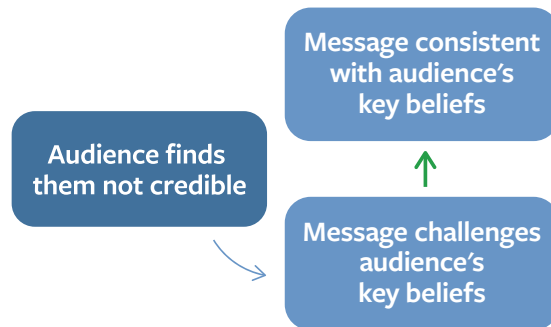 Message consistent
with audience’s
key beliefs
Audience finds
them not credible
Message challenges
audience’s
key beliefs